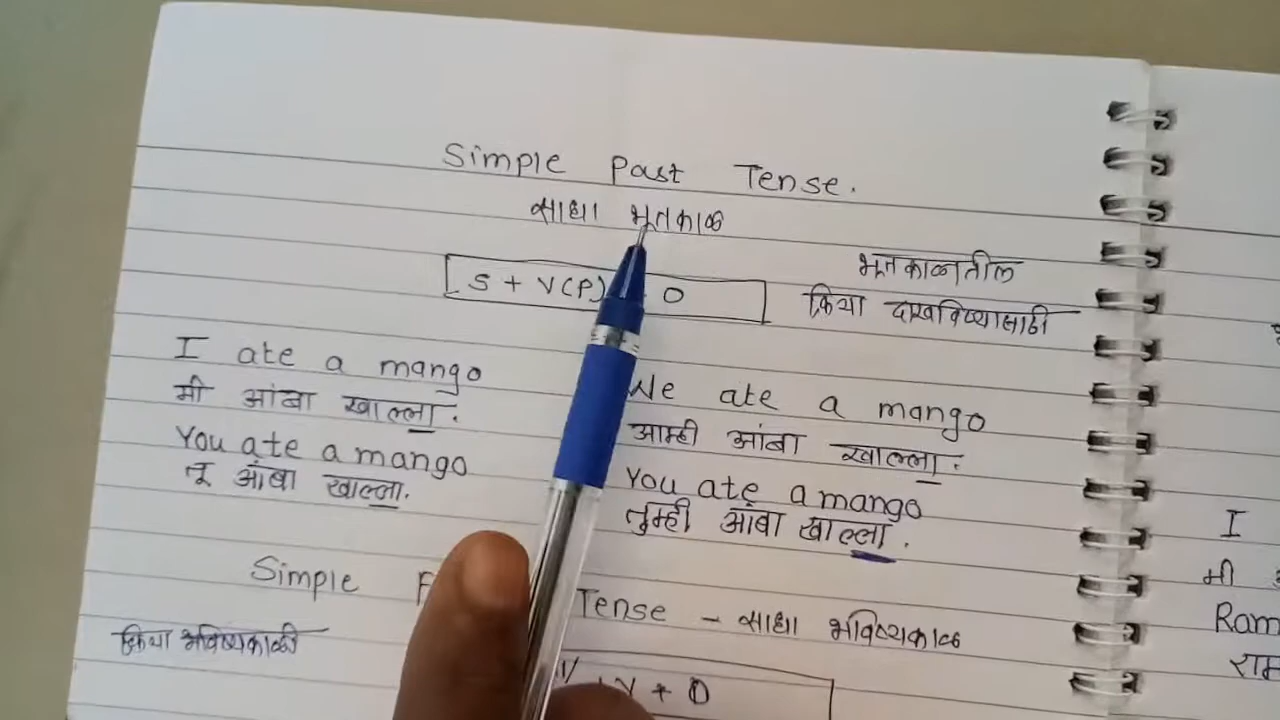 Simple Past Tense.
साधा भूतकाळ
S + V(P) O
भूतकाळातील
क्रिया दाखविण्यासाठी
I ate a mango
मी आंबा खाल्ला.
You ate a mango
तू आंबा खाल्ला.
We ate a mango
आम्ही आंबा खाल्ला.
You ate a mango
तुम्ही आंबा खाल्ला.
Simple Tense - साधा भविष्यकाळ
क्रिया भविष्यकाळी
+ V + O
I
मी
Ram
राम